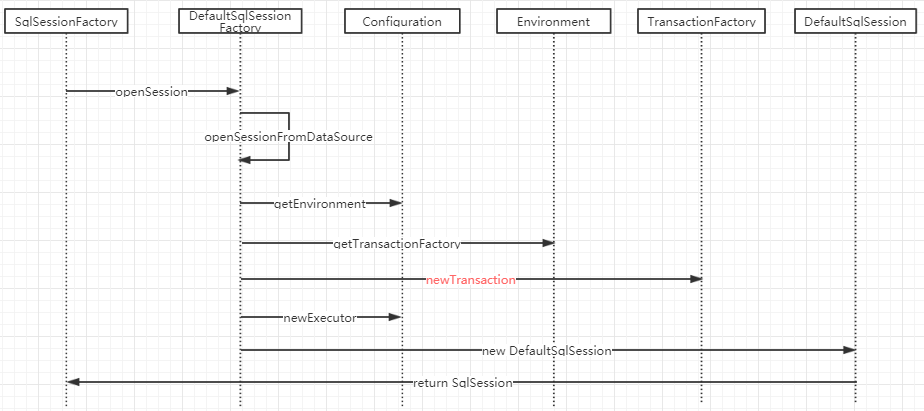 SqlSessionFactory
DefaultSqlSession
Factory
Configuration
Environment
TransactionFactory
DefaultSqlSession
openSession
openSessionFromDataSource
getEnvironment
getTransactionFactory
newTransaction
newExecutor
new DefaultSqlSession
return SqlSession